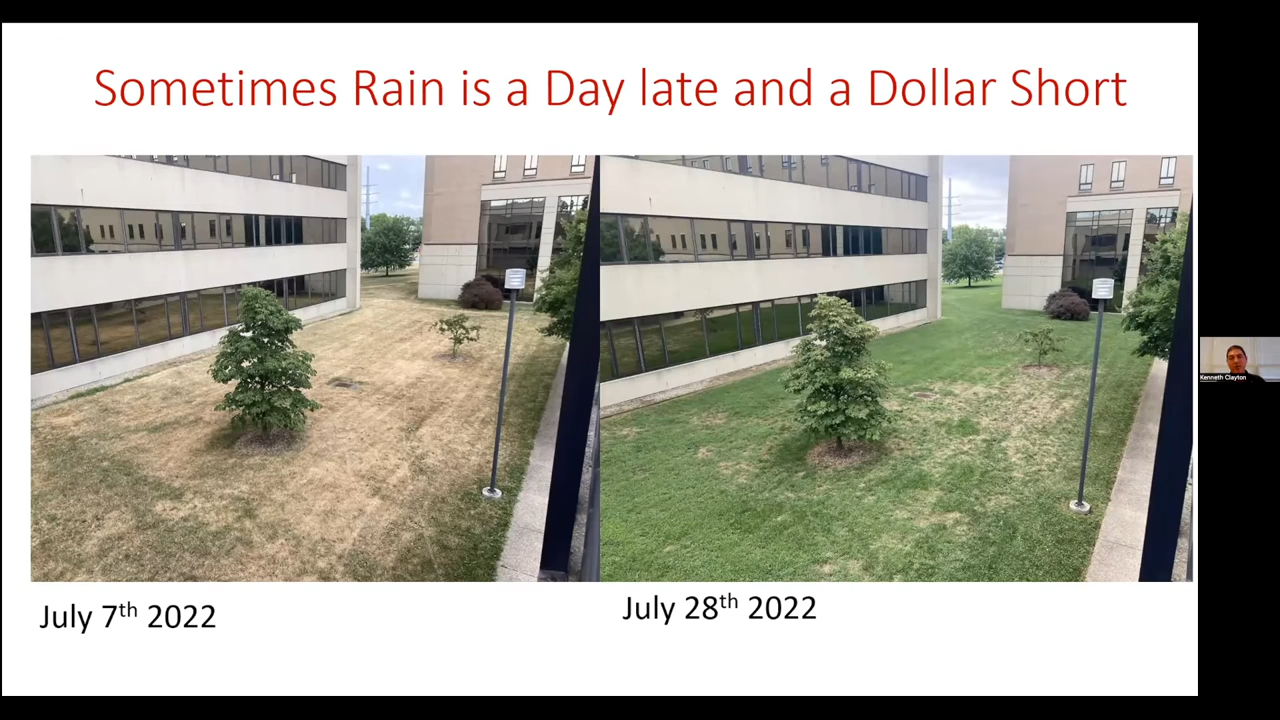 Sometimes Rain is a Day late and a Dollar Short
July 7th 2022
July 28th 2022
Kenneth Clayton